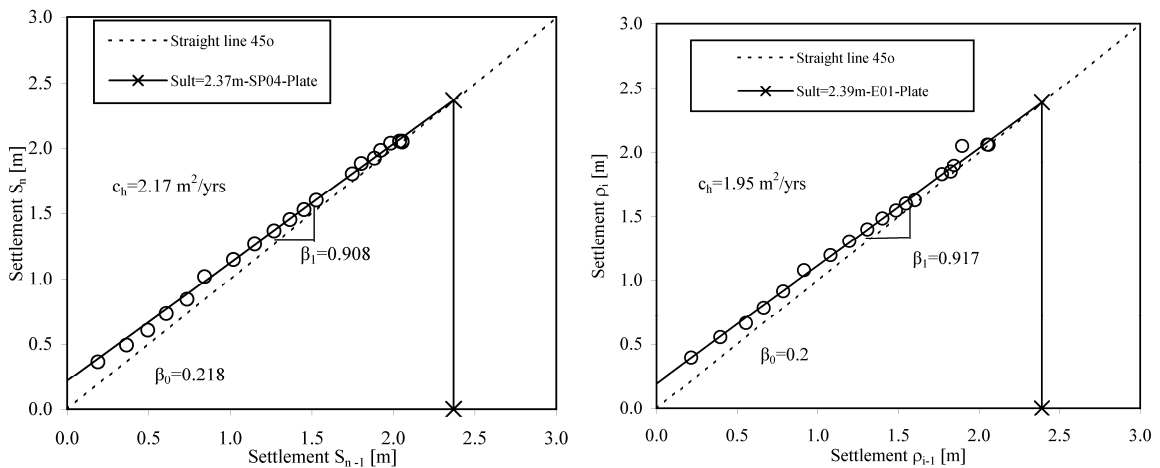 3.0
2.5
2.0
1.5
1.0
0.5
0.0
Settlement Sn [m]
Straight line 45o
Sult=2.37m-SP04-Plate
ch=2.17 m²/yrs
β1=0.908
β0=0.218
0.0 0.5 1.0 1.5 2.0 2.5 3.0
Settlement Sn-1 [m]
3.0
2.5
2.0
1.5
1.0
0.5
0.0
Settlement ρi [m]
Straight line 45o
Sult=2.39m-E01-Plate
ch=1.95 m²/yrs
β1=0.917
β0=0.2
0.0 0.5 1.0 1.5 2.0 2.5 3.0
Settlement ρi-1 [m]